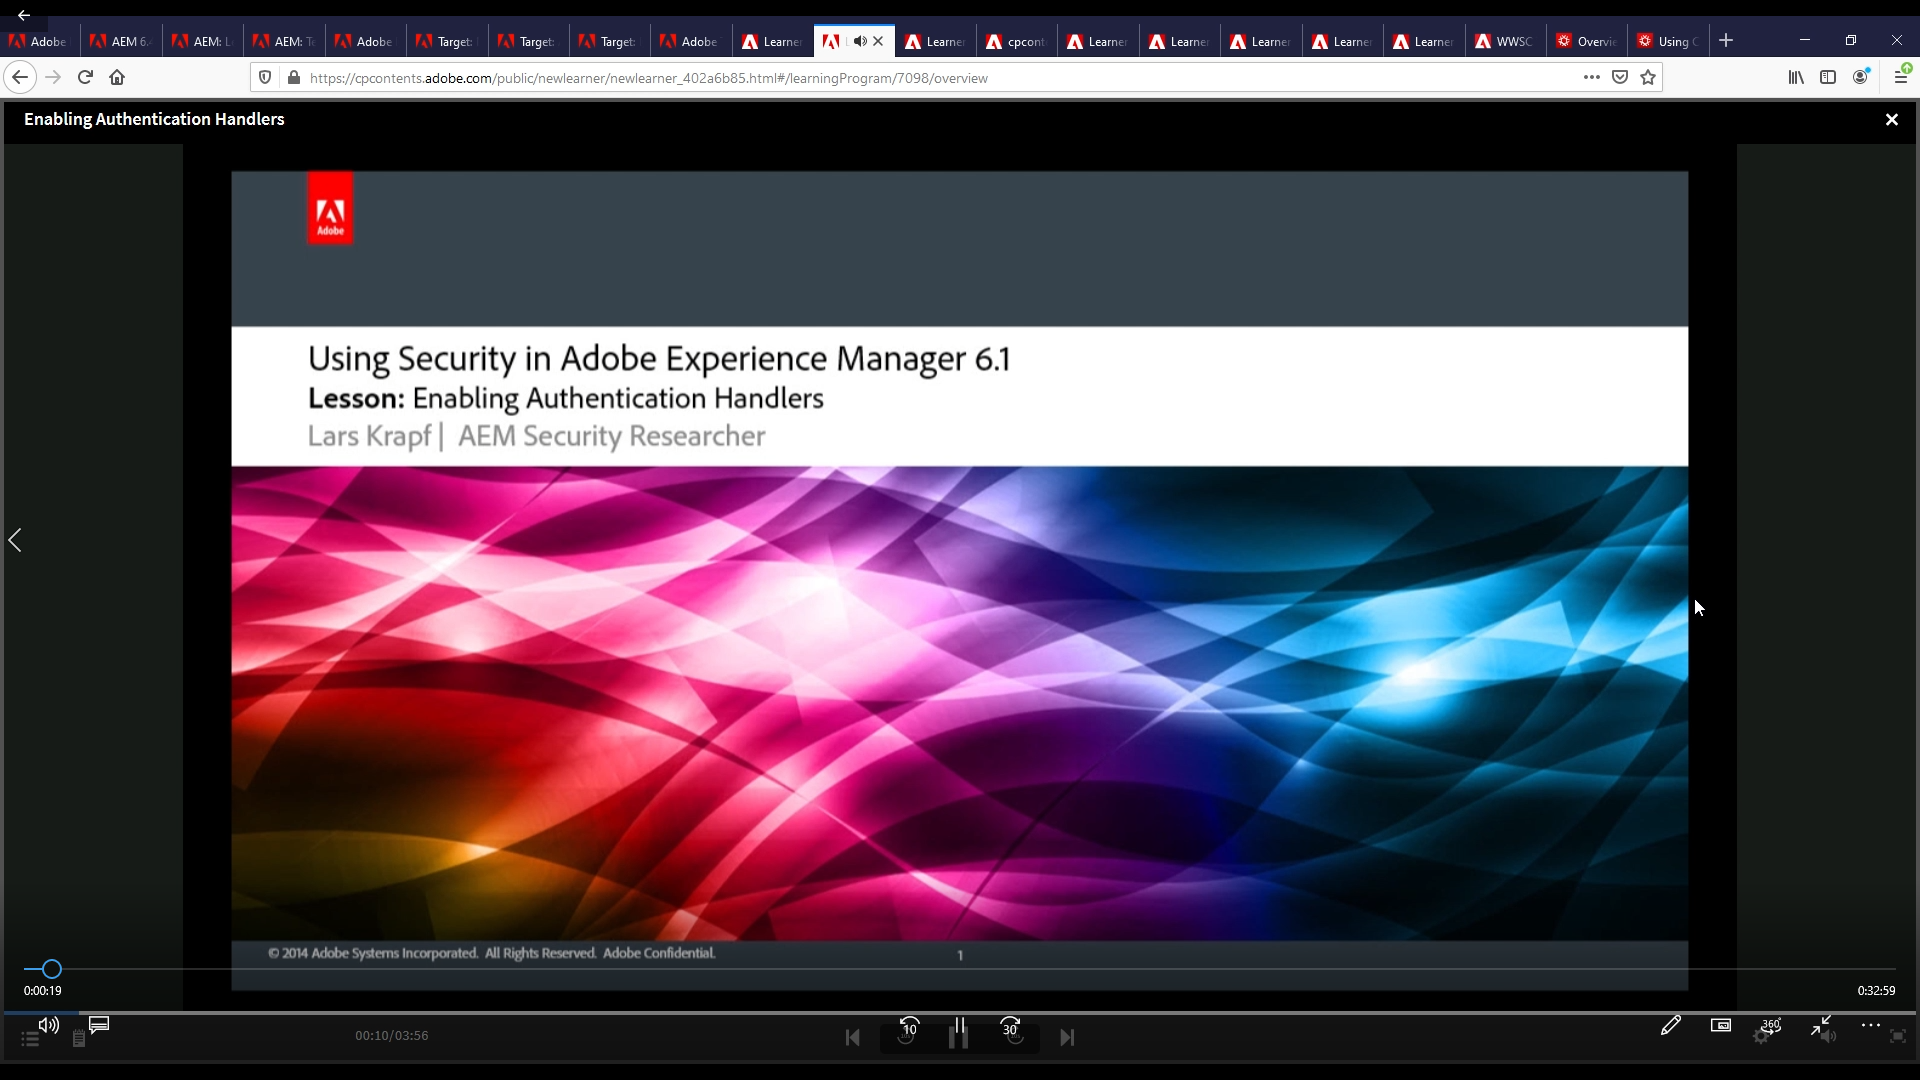 Adobe
AEM 6.
AEM: L
AEM: Te
Adobe
Target:
Target:
Target:
Adobe
Learner
Learner
cpcont
Learner
Learner
Learner
Learner
Learner
WWSC
Overvie
Using C
https://cpcontents.adobe.com/public/newlearner/newlearner_402a6b85.html#/learningProgram/7098/overview
Enabling Authentication Handlers
Adobe
Using Security in Adobe Experience Manager 6.1
Lesson: Enabling Authentication Handlers
Lars Krapf | AEM Security Researcher
© 2014 Adobe Systems Incorporated. All Rights Reserved. Adobe Confidential.
1
0:00:19
0:32:59
00:10/03:56
10
30
360